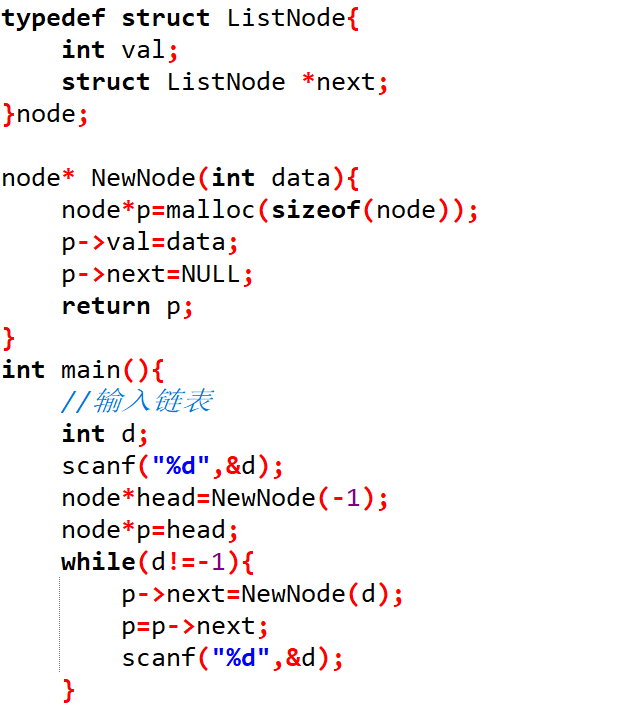 typedef struct ListNode{
    int val;
    struct ListNode *next;
}node;

node* NewNode(int data){
    node*p=malloc(sizeof(node));
    p->val=data;
    p->next=NULL;
    return p;
}
int main(){
    //输入链表
    int d;
    scanf("%d",&d);
    node*head=NewNode(-1);
    node*p=head;
    while(d!=-1){
        p->next=NewNode(d);
        p=p->next;
        scanf("%d",&d);
    }